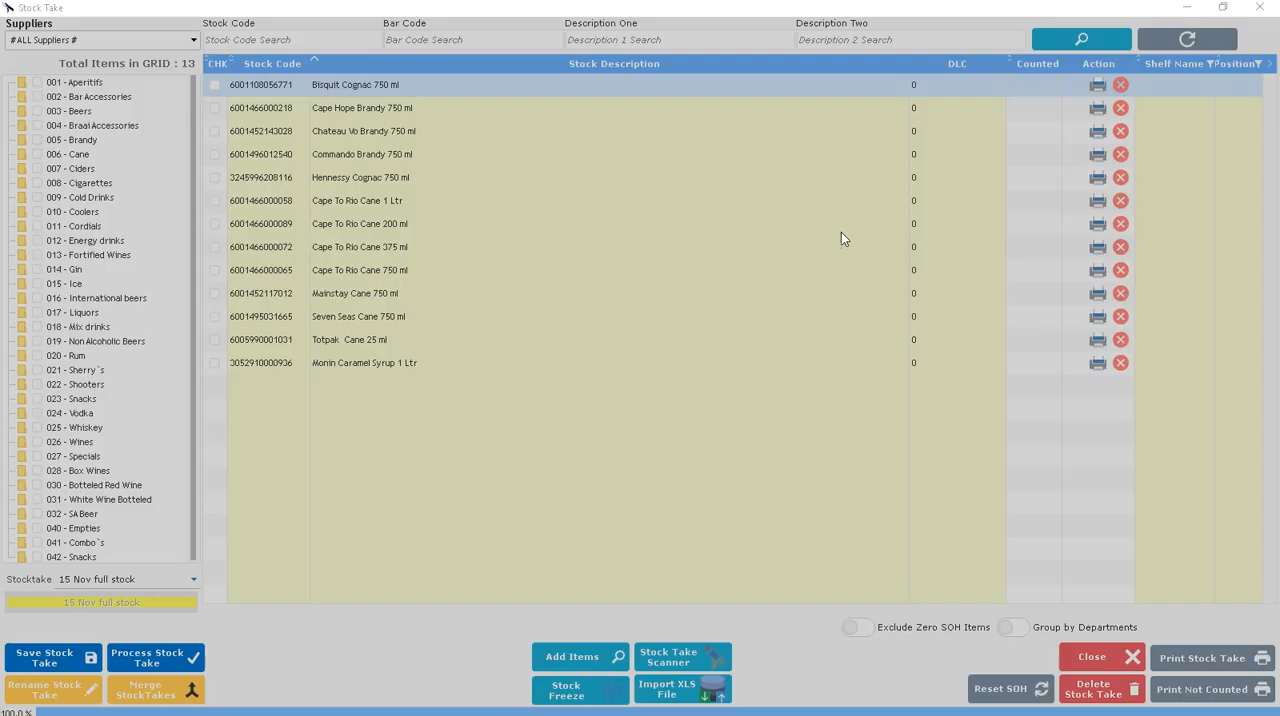 Stock Take
Suppliers
Stock Code
Bar Code
Description One
Description Two
#ALL Suppliers #
Stock Code Search
Bar Code Search
Description 1 Search
Description 2 Search
Total Items in GRID : 13
CHK Stock Code Stock Description DLC Counted Action Shelf Name Position
001 - Aperitifs
002 - Bar Accessories
003 - Beers
004 - Braai Accessories
005 - Brandy
006 - Cane
007 - Ciders
008 - Cigarettes
009 - Cold Drinks
010 - Coolers
011 - Cordials
012 - Energy drinks
013 - Fortified Wines
014 - Gin
015 - Ice
016 - International beers
017 - Liquors
018 - Mix drinks
019 - Non Alcoholic Beers
020 - Rum
021 - Sherry`s
022 - Shooters
023 - Snacks
024 - Vodka
025 - Whiskey
026 - Wines
027 - Specials
028 - Box Wines
030 - Botteled Red Wine
031 - White Wine Botteled
032 - SA Beer
040 - Empties
041 - Combo`s
042 - Snacks
6001108056771 Bisquit Cognac 750 ml 0
6001466000218 Cape Hope Brandy 750 ml 0
6001452143028 Chateau Vo Brandy 750 ml 0
6001496012540 Commando Brandy 750 ml 0
3245996208116 Hennessy Cognac 750 ml 0
6001466000058 Cape To Rio Cane 1 Ltr 0
6001466000089 Cape To Rio Cane 200 ml 0
6001466000072 Cape To Rio Cane 375 ml 0
6001466000065 Cape To Rio Cane 750 ml 0
6001452117012 Mainstay Cane 750 ml 0
6001495031665 Seven Seas Cane 750 ml 0
6005990001031 Totpak Cane 25 ml 0
3052910000936 Monin Caramel Syrup 1 Ltr 0
Stocktake 15 Nov full stock
15 Nov full stock
Exclude Zero SOH Items
Group by Departments
Save Stock
Take
Process Stock
Take
Rename Stock
Take
Merge
StockTakes
Add Items
Stock Take
Scanner
Stock
Freeze
Import XLS
File
Close
Print Stock Take
Reset SOH
Delete
Stock Take
Print Not Counted
100.0 %